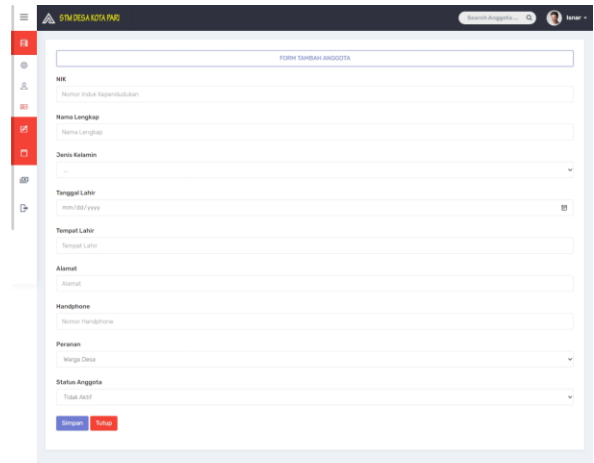 STM DESA KOTA PARI
Search Anggota ...
Isnar
FORM TAMBAH ANGGOTA
NIK
Nomor Induk Kependudukan
Nama Lengkap
Nama Lengkap
Jenis Kelamin
...
Tanggal Lahir
mm/dd/yyyy
Tempat Lahir
Tempat Lahir
Alamat
Alamat
Handphone
Nomor Handphone
Peranan
Warga Desa
Status Anggota
Tidak Aktif
Simpan Tutup